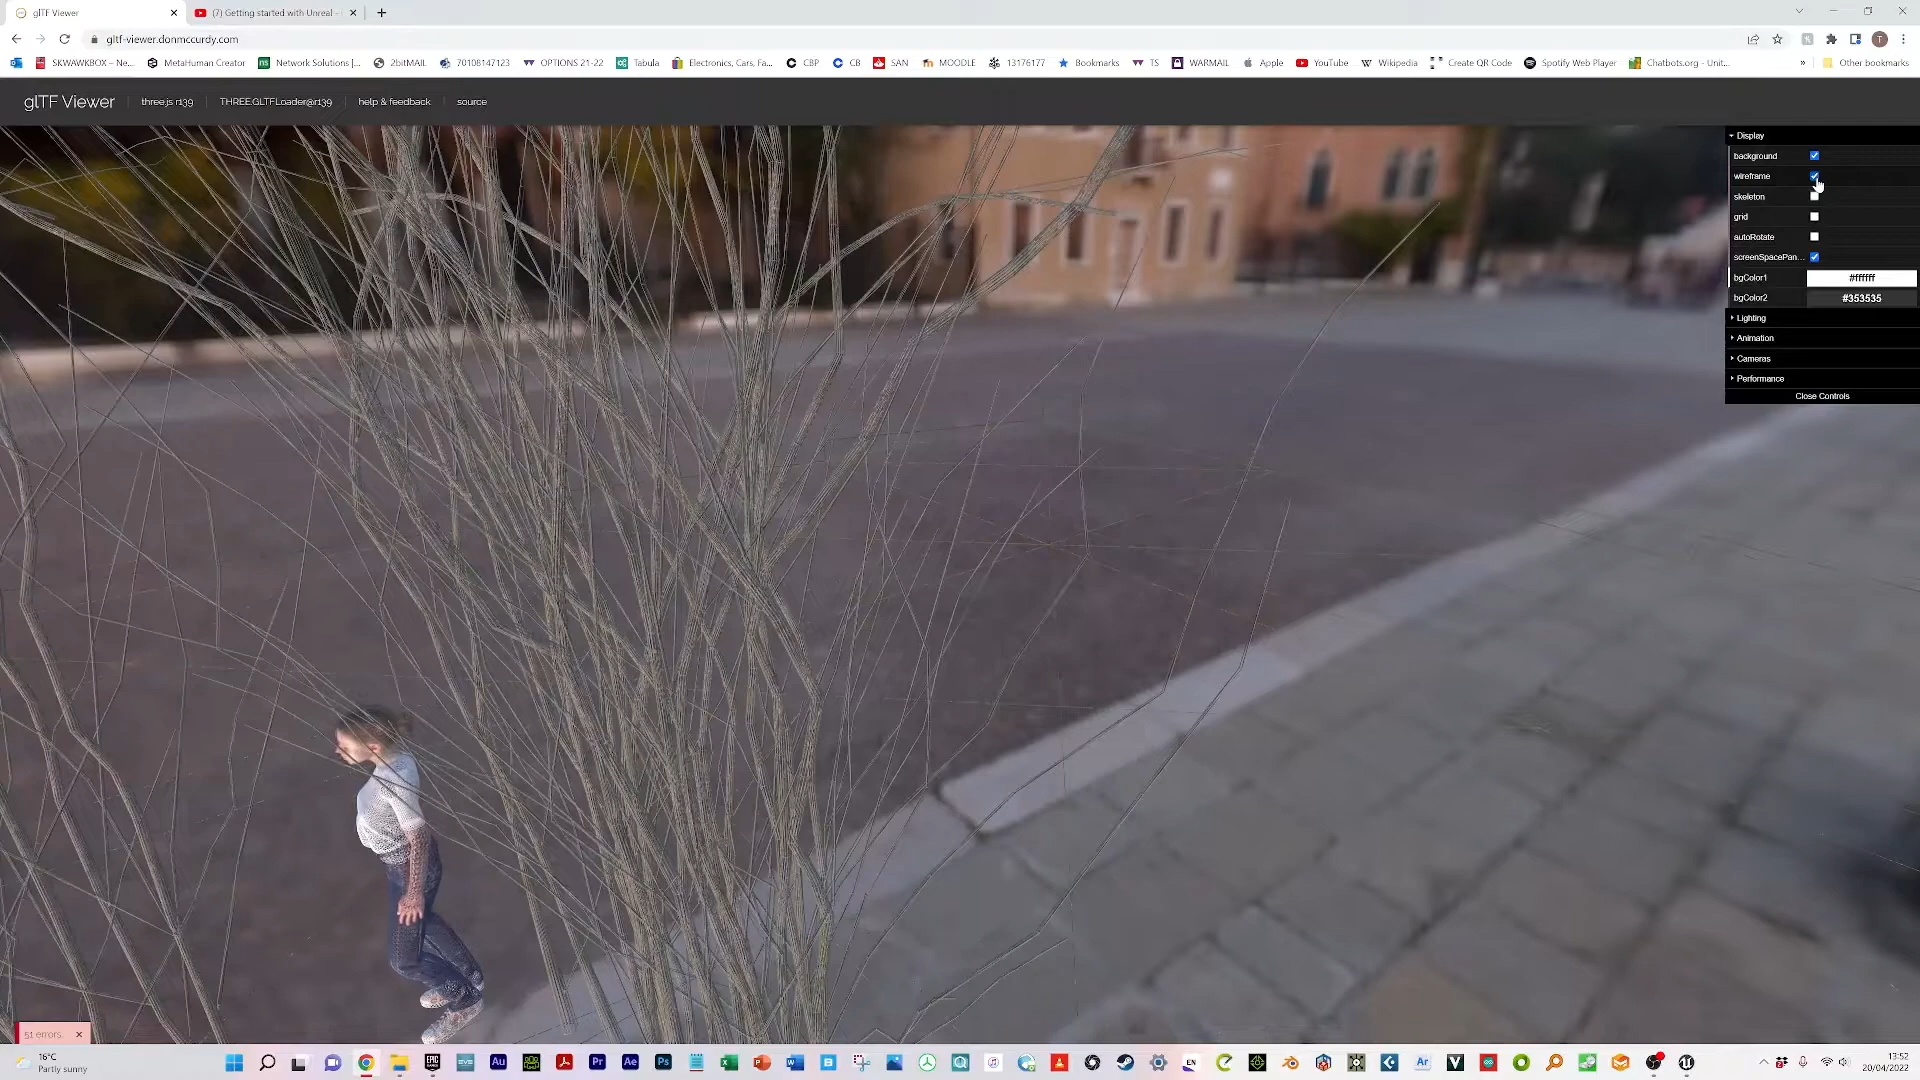 glTF Viewer
(7) Getting started with Unreal -
gltf-viewer.donmccurdy.com
SKWAWKBOX – Ne...
MetaHuman Creator
Network Solutions |...
2bitMAIL
70108147123
OPTIONS 21-22
Tabula
Electronics, Cars, Fa...
CBP
CB
SAN
MOODLE
13176177
Bookmarks
TS
WARMAIL
YouTube
Wikipedia
Apple
Create QR Code
Spotify Web Player
Chatbots.org - Unit...
»
Other bookmarks
glTF Viewer
three.js r139
THREE.GLTFLoader@r139
help & feedback
source
Display
background
wireframe
skeleton
grid
autoRotate
screenSpacePan...
bgColor1 #ffffff
bgColor2 #353535
Lighting
Animation
Cameras
Performance
Close Controls
51 errors.
16°C
Partly sunny
13:52
20/04/2022